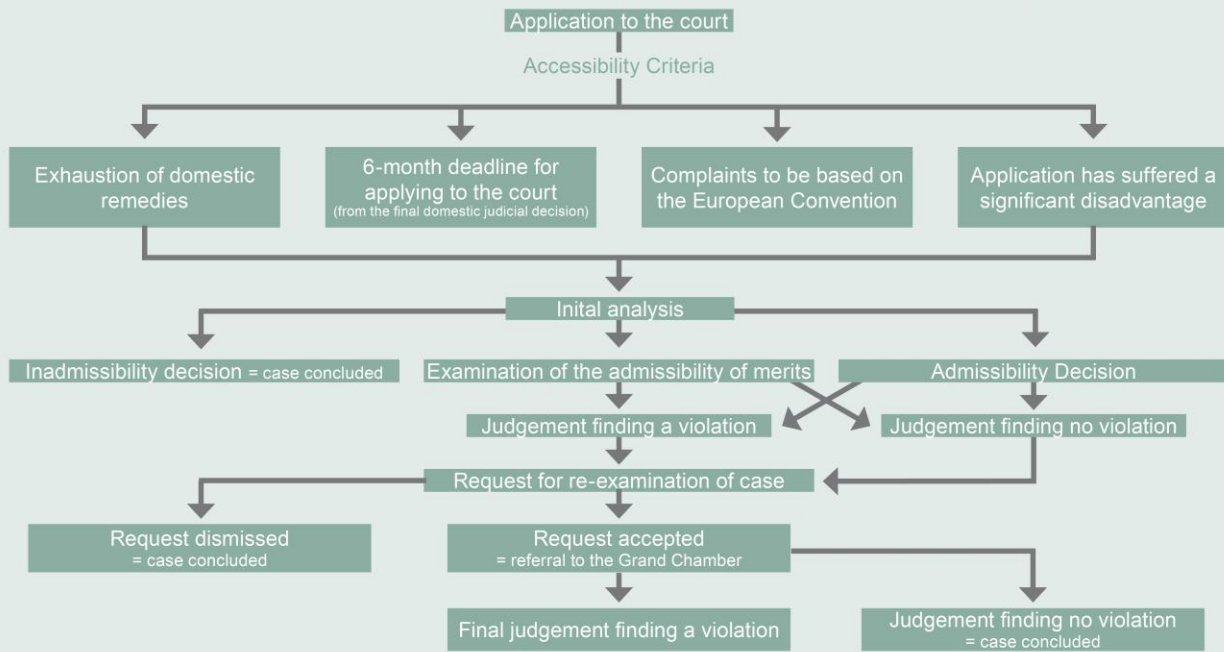 Application to the court
Accessibility Criteria
Exhaustion of domestic
remedies
6-month deadline for
applying to the court
(from the final domestic judicial decision)
Complaints to be based on
the European Convention
Application has suffered a
significant disadvantage
Inital analysis
Inadmissibility decision = case concluded
Examination of the admissibility of merits
Admissibility Decision
Judgement finding a violation
Judgement finding no violation
Request for re-examination of case
Request dismissed
= case concluded
Request accepted
= referral to the Grand Chamber
Final judgement finding a violation
Judgement finding no violation
= case concluded